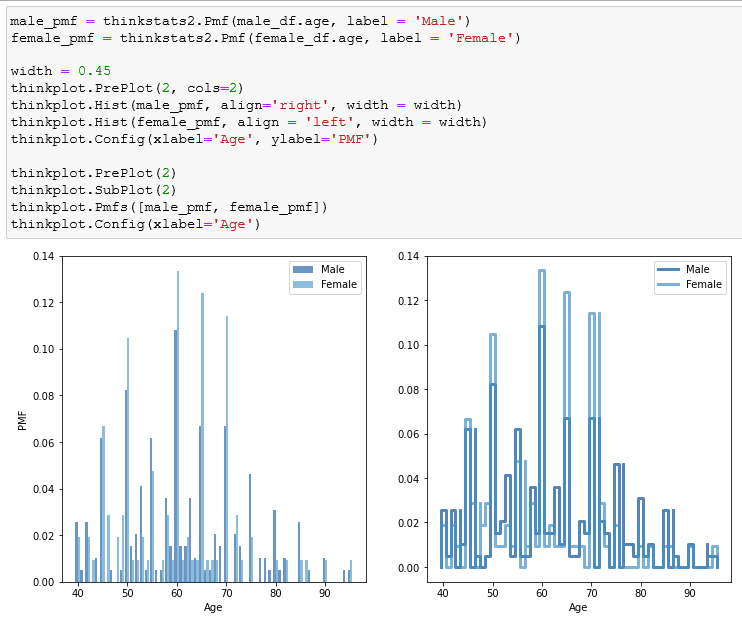 male_pmf = thinkstats2.Pmf(male_df.age, label = 'Male')
female_pmf = thinkstats2.Pmf(female_df.age, label = 'Female')
width = 0.45
thinkplot.PrePlot(2, cols=2)
thinkplot.Hist(male_pmf, align='right', width = width)
thinkplot.Hist(female_pmf, align = 'left', width = width)
thinkplot.Config(xlabel='Age', ylabel='PMF')
thinkplot.PrePlot(2)
thinkplot.SubPlot(2)
thinkplot.Pmfs([male_pmf, female_pmf])
thinkplot.Config(xlabel='Age')
0.14
0.12
0.10
0.08
0.06
0.04
0.02
0.00
PMF
40 50 60 70 80 90
Age
Male
Female
0.14
0.12
0.10
0.08
0.06
0.04
0.02
0.00
40 50 60 70 80 90
Age
Male
Female